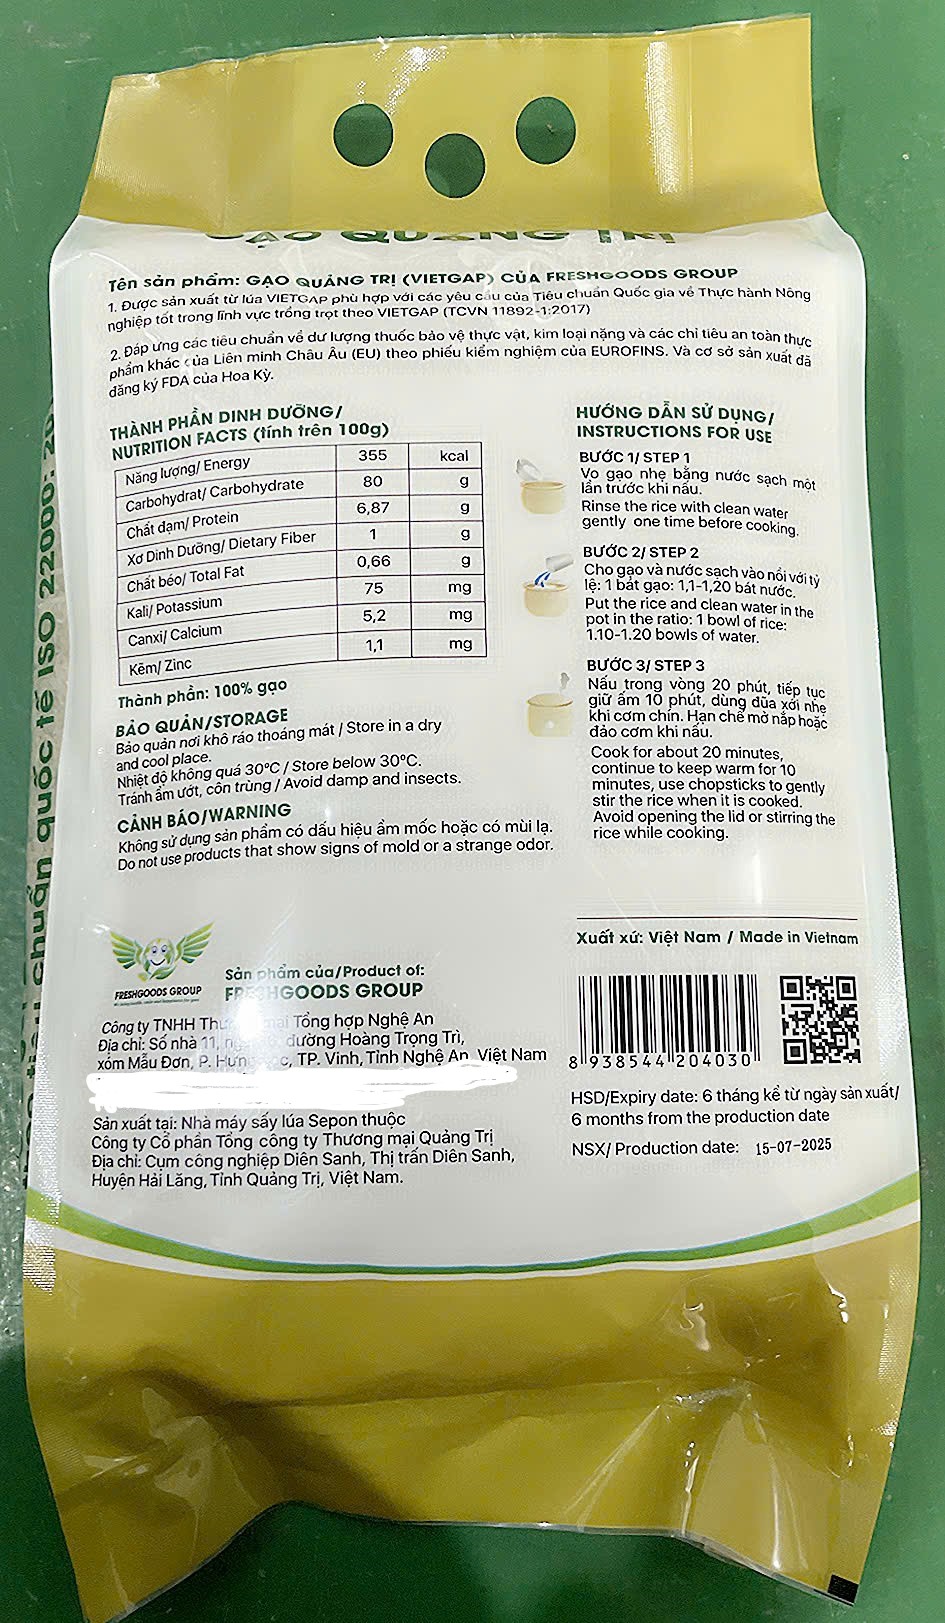 GẠO QUẢNG TRỊ
Tên sản phẩm: GẠO QUẢNG TRỊ (VIETGAP) CỦA FRESHGOODS GROUP
1. Được sản xuất từ lúa VIETGAP phù hợp với các yêu cầu của Tiêu chuẩn Quốc gia về Thực hành Nông
nghiệp tốt trong lĩnh vực trồng trọt theo VIETGAP (TCVN 11892-1:2017)
2. Đáp ứng các tiêu chuẩn về dư lượng thuốc bảo vệ thực vật, kim loại nặng và các chỉ tiêu an toàn thực
phẩm khác của Liên minh Châu Âu (EU) theo phiếu kiểm nghiệm của EUROFINS. Và cơ sở sản xuất đã
đăng ký FDA của Hoa Kỳ.
THÀNH PHẦN DINH DƯỠNG/
NUTRITION FACTS (tính trên 100g)
Năng lượng/ Energy 355 kcal
Carbohydrat/ Carbohydrate 80 g
Chất đạm/ Protein 6,87 g
Xơ Dinh Dưỡng/ Dietary Fiber 1 g
Chất béo/ Total Fat 0,66 g
Kali/ Potassium 75 mg
Canxi/ Calcium 5,2 mg
Kẽm/ Zinc 1,1 mg
Thành phần: 100% gạo
BẢO QUẢN/STORAGE
Bảo quản nơi khô ráo thoáng mát / Store in a dry
and cool place.
Nhiệt độ không quá 30°C / Store below 30°C.
Tránh ẩm ướt, côn trùng / Avoid damp and insects.
CẢNH BÁO/WARNING
Không sử dụng sản phẩm có dấu hiệu ẩm mốc hoặc có mùi lạ.
Do not use products that show signs of mold or a strange odor.
HƯỚNG DẪN SỬ DỤNG/
INSTRUCTIONS FOR USE
BƯỚC 1/ STEP 1
Vo gạo nhẹ bằng nước sạch một
lần trước khi nấu.
Rinse the rice with clean water
gently one time before cooking.
BƯỚC 2/ STEP 2
Cho gạo và nước sạch vào nồi với tỷ
lệ: 1 bát gạo: 1,1-1,20 bát nước.
Put the rice and clean water in the
pot in the ratio: 1 bowl of rice:
1.10-1.20 bowls of water.
BƯỚC 3/ STEP 3
Nấu trong vòng 20 phút, tiếp tục
giữ ấm 10 phút, dùng đũa xới nhẹ
khi cơm chín. Hạn chế mở nắp hoặc
đảo cơm khi nấu.
Cook for about 20 minutes,
continue to keep warm for 10
minutes, use chopsticks to gently
stir the rice when it is cooked.
Avoid opening the lid or stirring the
rice while cooking.
FRESHGOODS GROUP
Sản phẩm của/Product of:
FRESHGOODS GROUP
Công ty TNHH Thương mại Tổng hợp Nghệ An
Địa chỉ: Số nhà 11, đường Hoàng Trọng Trì,
xóm Mẫu Đơn, P. TP. Vinh, Tỉnh Nghệ An, Việt Nam
Sản xuất tại: Nhà máy sấy lúa Sepon thuộc
Công ty Cổ phần Tổng công ty Thương mại Quảng Trị
Địa chỉ: Cụm công nghiệp Diên Sanh, Thị trấn Diên Sanh,
Huyện Hải Lăng, Tỉnh Quảng Trị, Việt Nam.
Xuất xứ: Việt Nam / Made in Vietnam
8 938544 204030
HSD/Expiry date: 6 tháng kể từ ngày sản xuất/
6 months from the production date
NSX/ Production date: 15-07-2025
chuẩn quốc tế ISO 22000: